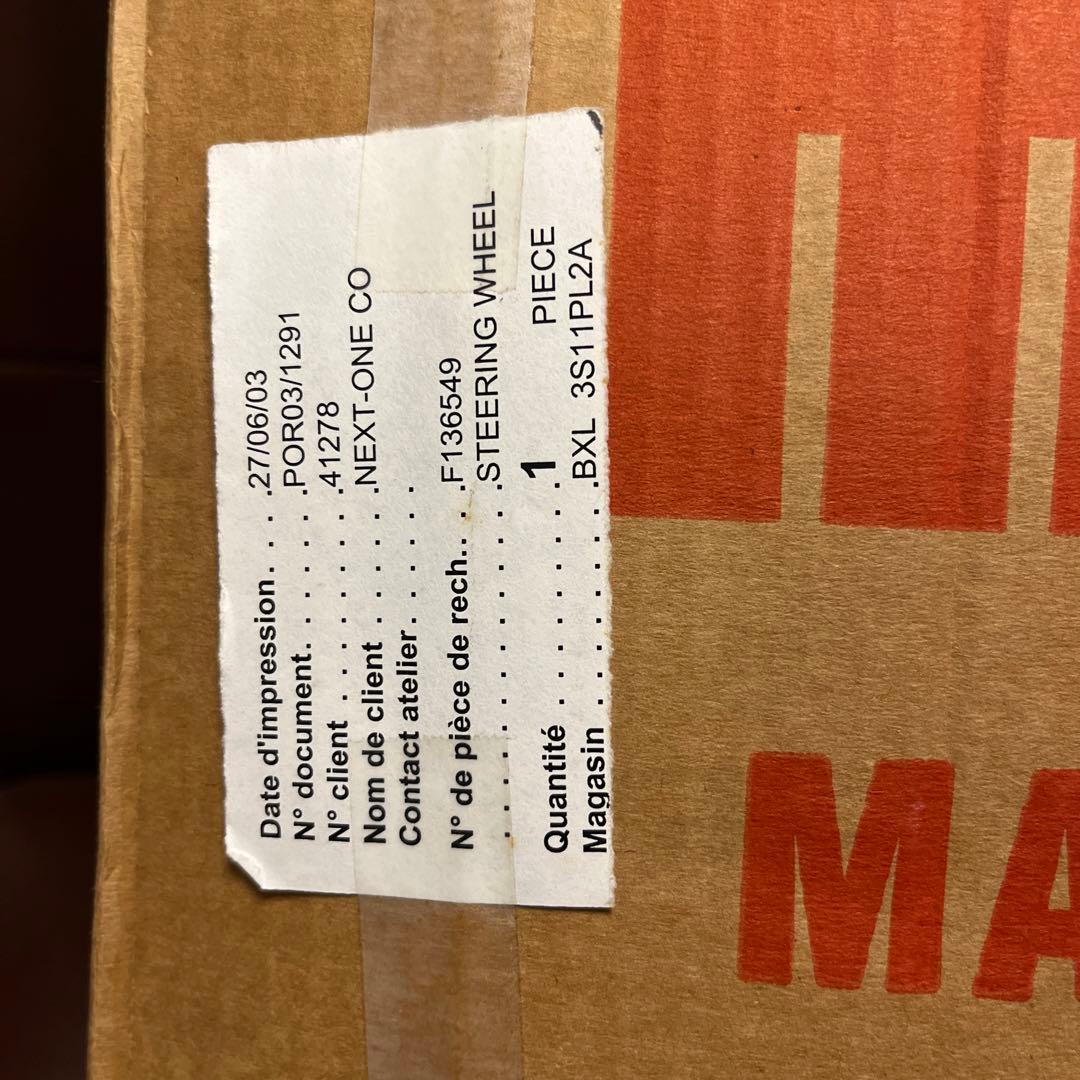 Date d'impression. . . .27/06/03
N° document. . . . . .POR03/1291
N° client . . . . . . . .41278
Nom de client . . . . .NEXT-ONE CO
Contact atelier. . . . . .
N° de pièce de rech.. . .F136549
. . . . . . . . . . . .STEERING WHEEL
Quantité . . . . . . . . 1 PIECE
Magasin . . . . . . . .BXL 3S11PL2A
MA